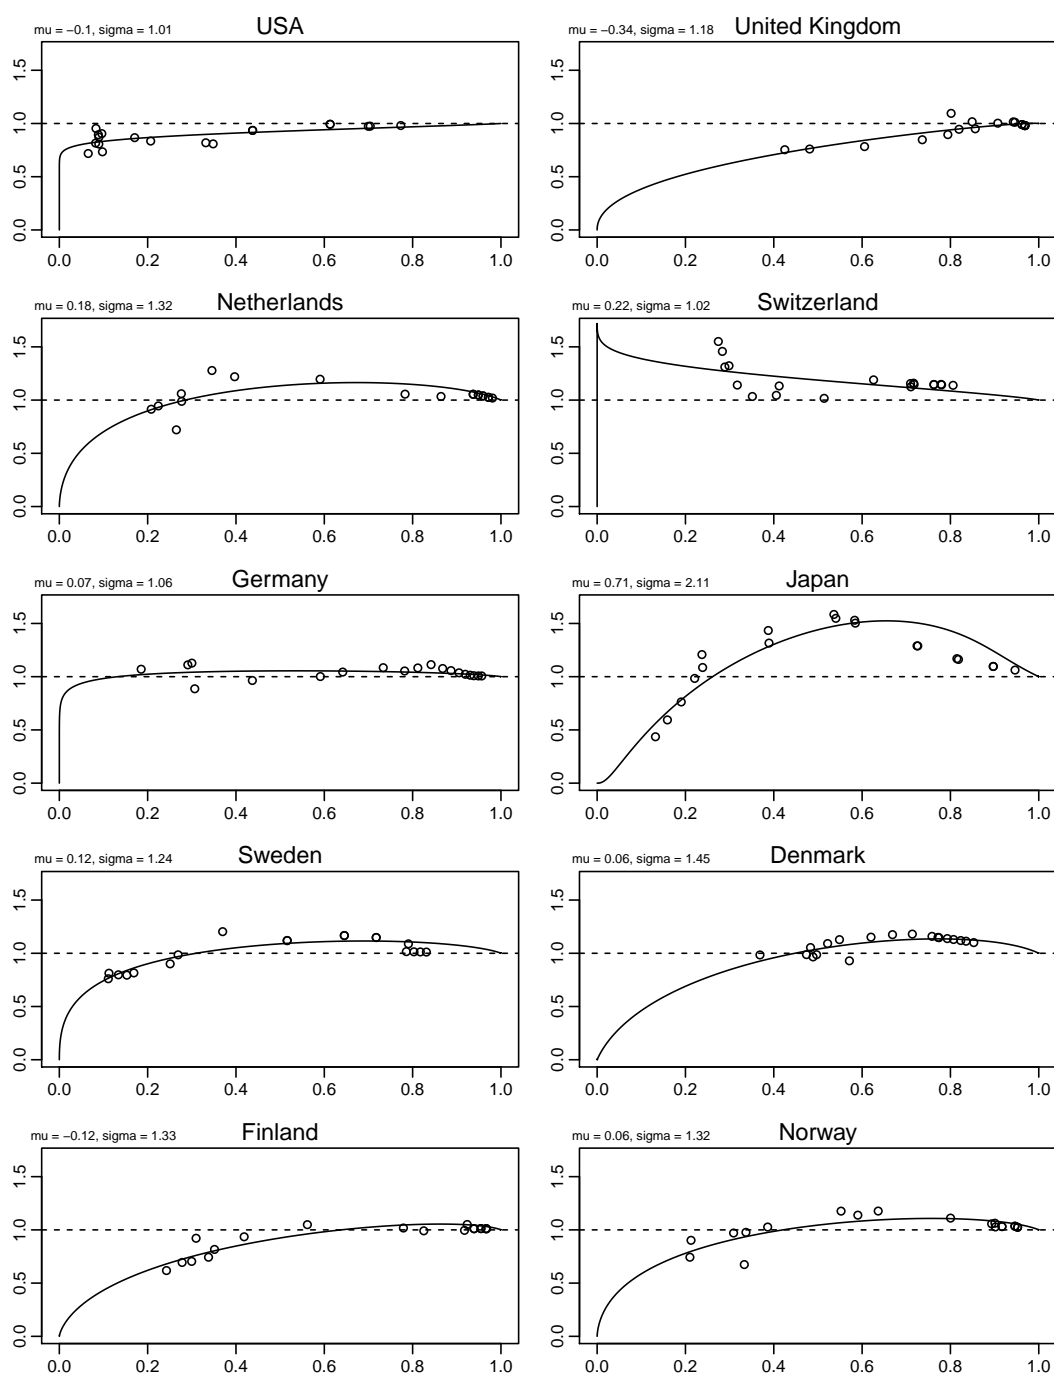 mu = −0.1, sigma = 1.01 USA
mu = −0.34, sigma = 1.18 United Kingdom
1.5
1.0
0.5
0.0
0.0 0.2 0.4 0.6 0.8 1.0
1.5
1.0
0.5
0.0
0.0 0.2 0.4 0.6 0.8 1.0
mu = 0.18, sigma = 1.32 Netherlands
mu = 0.22, sigma = 1.02 Switzerland
1.5
1.0
0.5
0.0
0.0 0.2 0.4 0.6 0.8 1.0
1.5
1.0
0.5
0.0
0.0 0.2 0.4 0.6 0.8 1.0
mu = 0.07, sigma = 1.06 Germany
mu = 0.71, sigma = 2.11 Japan
1.5
1.0
0.5
0.0
0.0 0.2 0.4 0.6 0.8 1.0
1.5
1.0
0.5
0.0
0.0 0.2 0.4 0.6 0.8 1.0
mu = 0.12, sigma = 1.24 Sweden
mu = 0.06, sigma = 1.45 Denmark
1.5
1.0
0.5
0.0
0.0 0.2 0.4 0.6 0.8 1.0
1.5
1.0
0.5
0.0
0.0 0.2 0.4 0.6 0.8 1.0
mu = −0.12, sigma = 1.33 Finland
mu = 0.06, sigma = 1.32 Norway
1.5
1.0
0.5
0.0
0.0 0.2 0.4 0.6 0.8 1.0
1.5
1.0
0.5
0.0
0.0 0.2 0.4 0.6 0.8 1.0